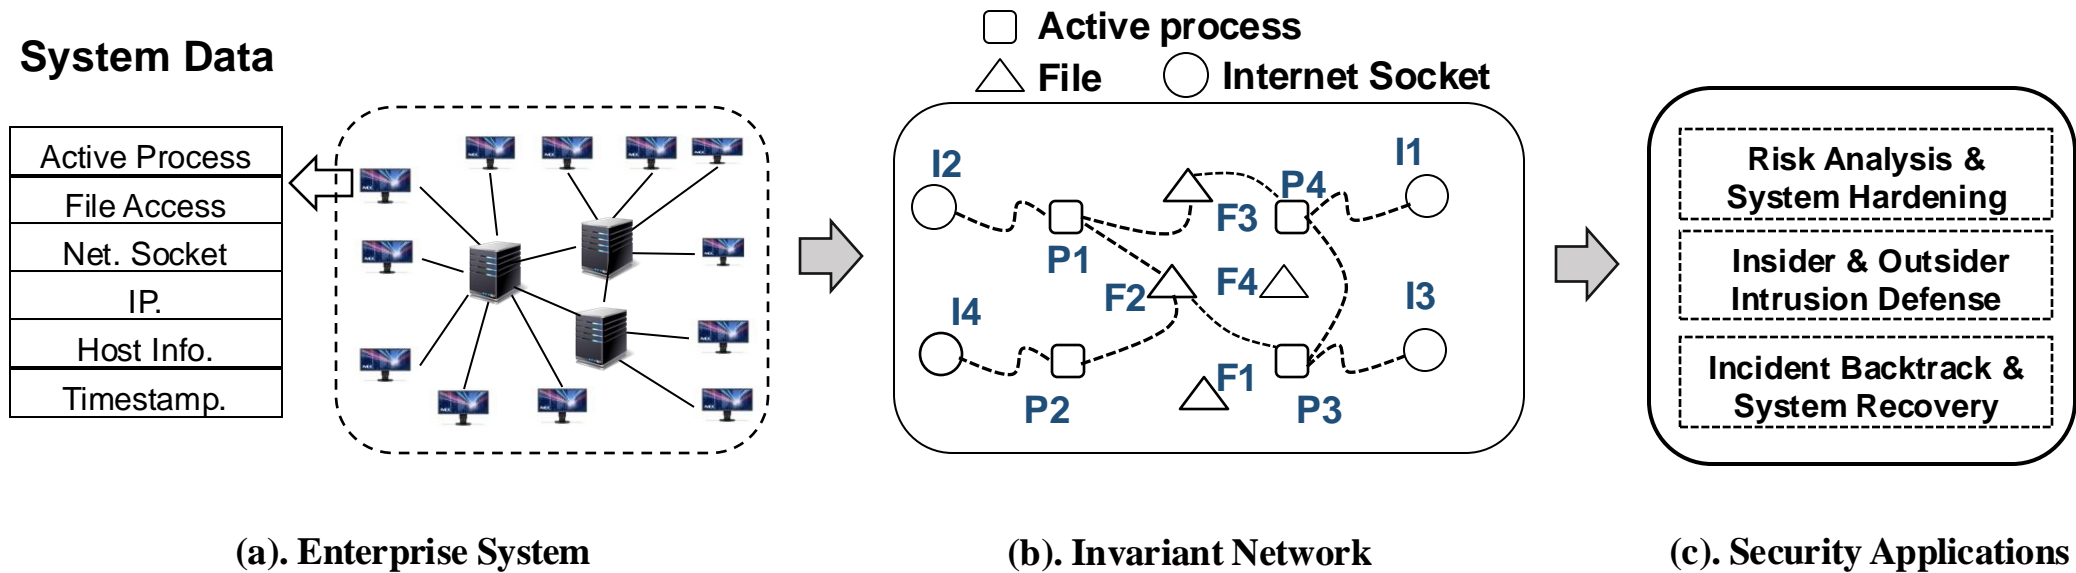 System Data
Active Process
File Access
Net. Socket
IP.
Host Info.
Timestamp.
(a). Enterprise System
Active process
File
Internet Socket
I2
P1
F3
P4
I1
F2
F4
I4
I3
P2
F1
P3
(b). Invariant Network
Risk Analysis &
System Hardening
Insider & Outsider
Intrusion Defense
Incident Backtrack &
System Recovery
(c). Security Applications